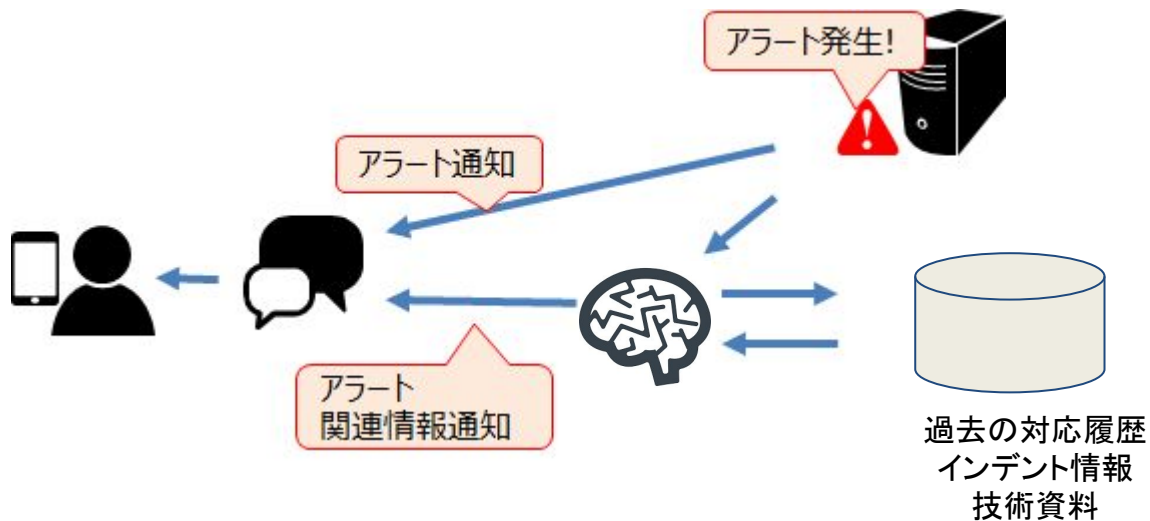 アラート発生!
アラート通知
アラート
関連情報通知
過去の対応履歴
インデント情報
技術資料